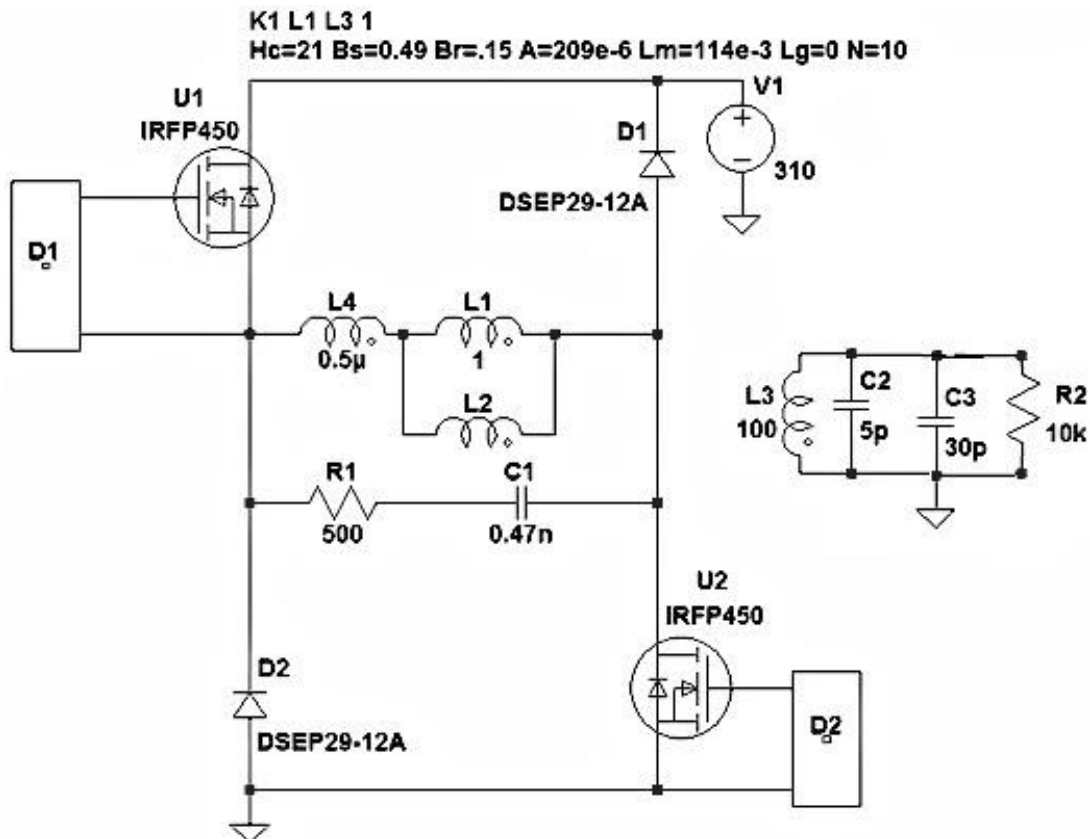 K1 L1 L3 1
Hc=21 Bs=0.49 Br=.15 A=209e-6 Lm=114e-3 Lg=0 N=10
U1
IRFP450
V1
310
D1
DSEP29-12A
D1
L4
0.5µ
L1
1
L2
L3
100
C2
5p
C3
30p
R2
10k
R1
500
C1
0.47n
U2
IRFP450
D2
DSEP29-12A
D2